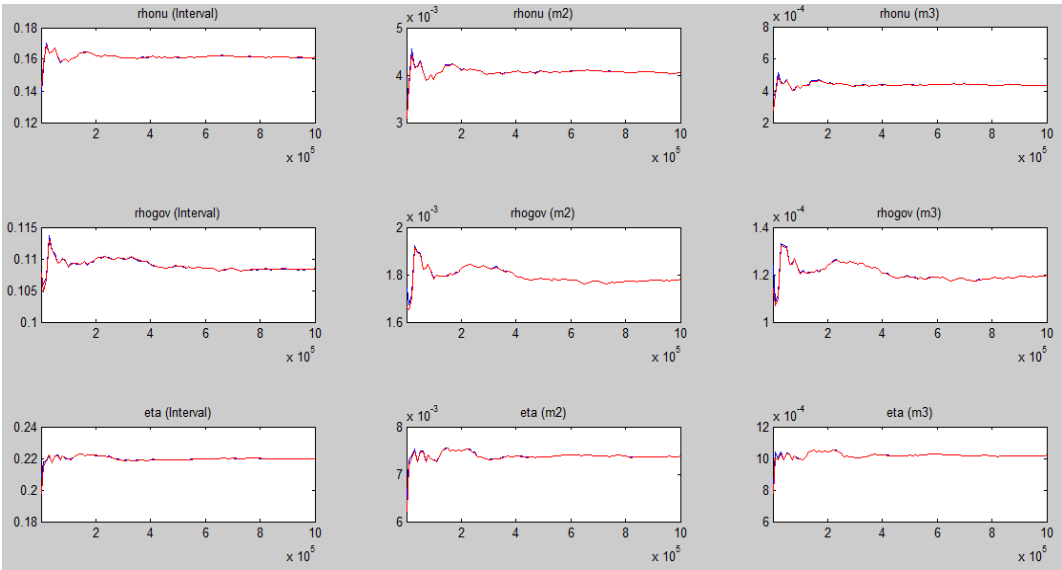 rhonu (Interval)
0.18
0.16
0.14
0.12
2 4 6 8 10
x 10^5
rhonu (m2)
x 10^-3
5
4
3
2 4 6 8 10
x 10^5
rhonu (m3)
x 10^-4
8
6
4
2
2 4 6 8 10
x 10^5
rhogov (Interval)
0.115
0.11
0.105
0.1
2 4 6 8 10
x 10^5
rhogov (m2)
x 10^-3
2
1.8
1.6
2 4 6 8 10
x 10^5
rhogov (m3)
x 10^-4
1.4
1.2
1
2 4 6 8 10
x 10^5
eta (Interval)
0.24
0.22
0.2
0.18
2 4 6 8 10
x 10^5
eta (m2)
x 10^-3
8
7
6
2 4 6 8 10
x 10^5
eta (m3)
x 10^-4
12
10
8
6
2 4 6 8 10
x 10^5